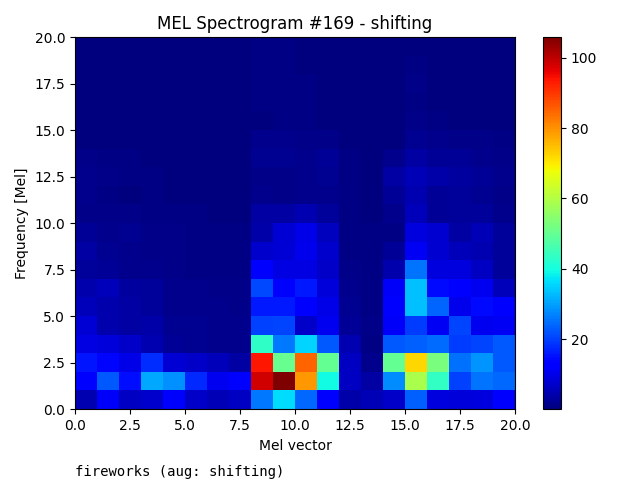 MEL Spectrogram #169 - shifting
20.0
17.5
15.0
12.5
10.0
7.5
5.0
2.5
0.0
Frequency [Mel]
0.0 2.5 5.0 7.5 10.0 12.5 15.0 17.5 20.0
Mel vector
100
80
60
40
20
fireworks (aug: shifting)